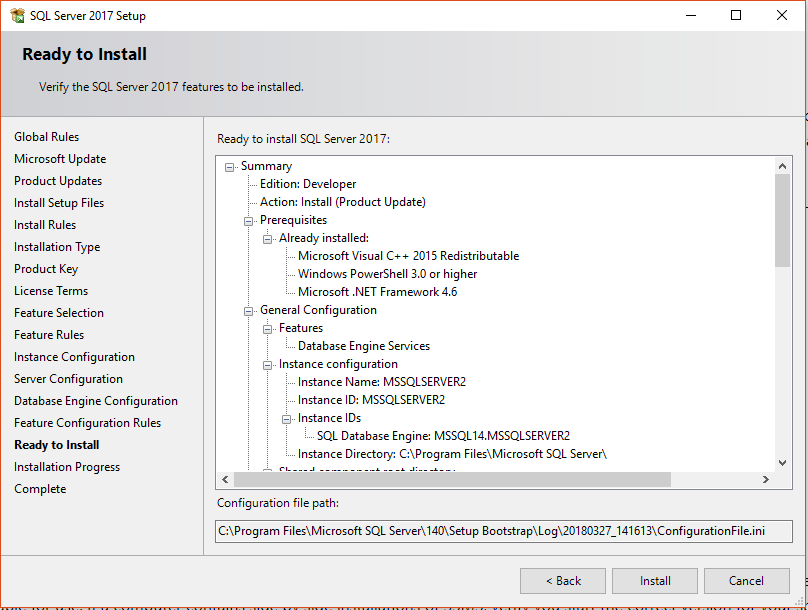 SQL Server 2017 Setup
Ready to Install
Verify the SQL Server 2017 features to be installed.
Global Rules
Microsoft Update
Product Updates
Install Setup Files
Install Rules
Installation Type
Product Key
License Terms
Feature Selection
Feature Rules
Instance Configuration
Server Configuration
Database Engine Configuration
Feature Configuration Rules
Ready to Install
Installation Progress
Complete
Ready to install SQL Server 2017:
Summary
Edition: Developer
Action: Install (Product Update)
Prerequisites
Already installed:
Microsoft Visual C++ 2015 Redistributable
Windows PowerShell 3.0 or higher
Microsoft .NET Framework 4.6
General Configuration
Features
Database Engine Services
Instance configuration
Instance Name: MSSQLSERVER2
Instance ID: MSSQLSERVER2
Instance IDs
SQL Database Engine: MSSQL14.MSSQLSERVER2
Instance Directory: C:\Program Files\Microsoft SQL Server\
Shared component root directory
Configuration file path:
C:\Program Files\Microsoft SQL Server\140\Setup Bootstrap\Log\20180327_141613\ConfigurationFile.ini
< Back
Install
Cancel